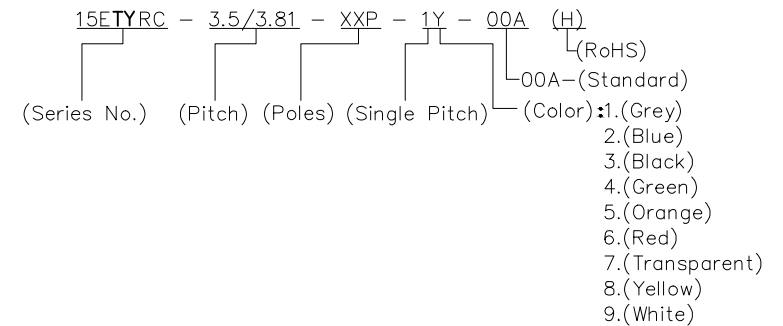 15ETYRC - 3.5/3.81 - XXP - 1Y - 00A (H)
(RoHS)
00A-(Standard)
(Series No.) (Pitch) (Poles) (Single Pitch) (Color):1.(Grey)
2.(Blue)
3.(Black)
4.(Green)
5.(Orange)
6.(Red)
7.(Transparent)
8.(Yellow)
9.(White)